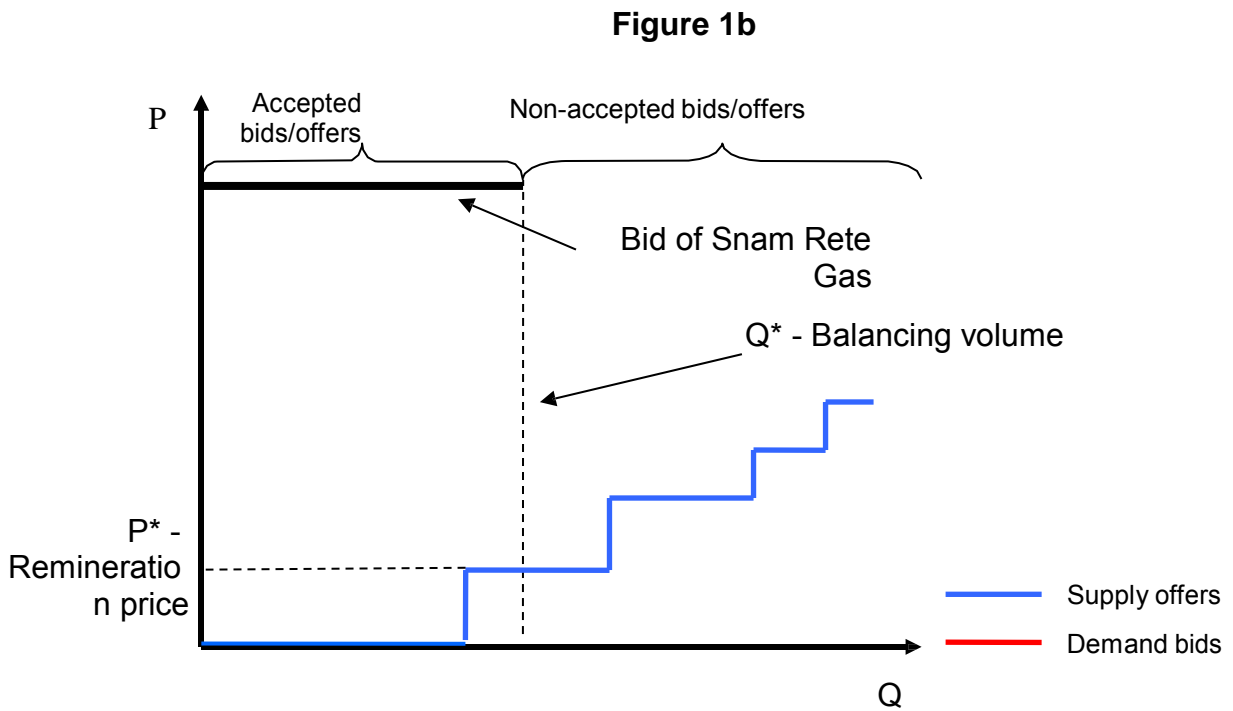 Figure 1b
P
Accepted
bids/offers
Non-accepted bids/offers
Bid of Snam Rete
Gas
Q* - Balancing volume
P* -
Remineratio
n price
Supply offers
Demand bids
Q